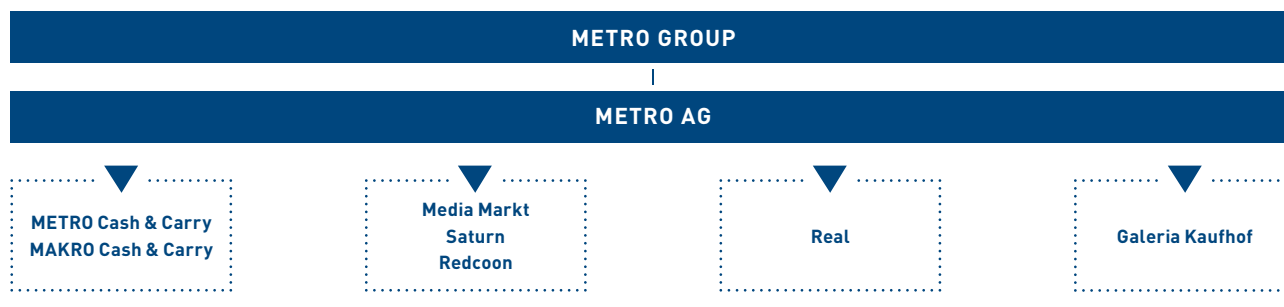 METRO GROUP
METRO AG
METRO Cash & Carry
MAKRO Cash & Carry
Media Markt
Saturn
Redcoon
Real
Galeria Kaufhof